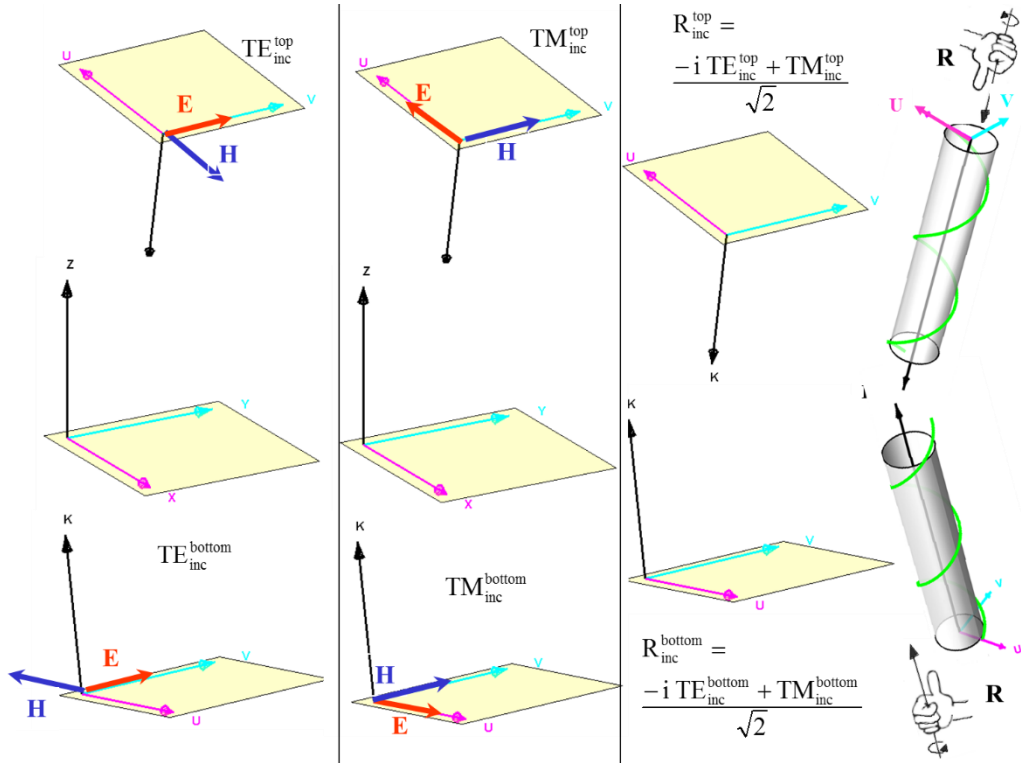 TE_inc^top
U
V
E
H
Z
Y
X
K
TE_inc^bottom
E
V
H
U
TM_inc^top
U
E
V
H
Z
Y
X
K
TM_inc^bottom
H
V
E
U
R_inc^top =
(-i TE_inc^top + TM_inc^top)/√2
R
U
V
U
V
K
K
V
U
V
U
R_inc^bottom =
(-i TE_inc^bottom + TM_inc^bottom)/√2
R